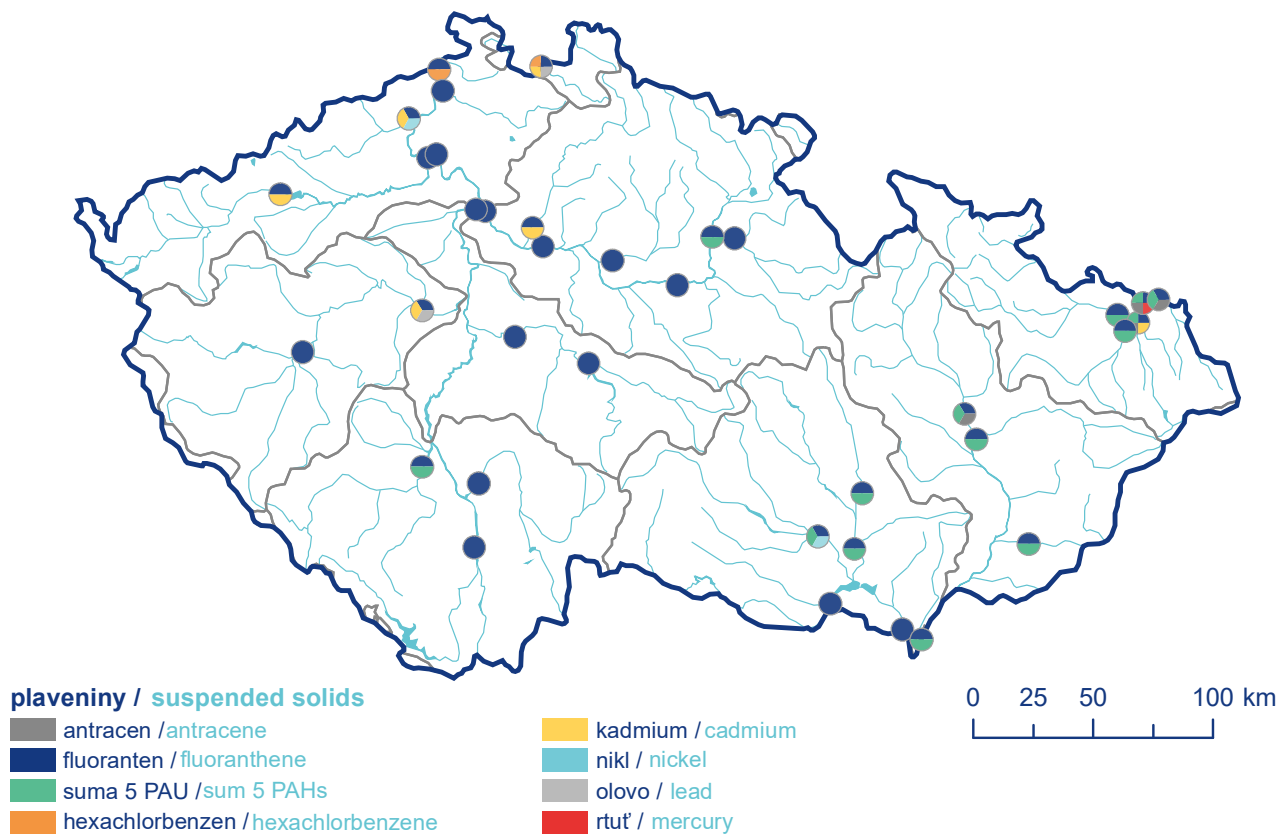 plaveniny / suspended solids
0 25 50 100 km
antracen / antracene
fluoranten / fluoranthene
suma 5 PAU / sum 5 PAHs
hexachlorbenzen / hexachlorbenzene
kadmium / cadmium
nikl / nickel
olovo / lead
rtuť / mercury